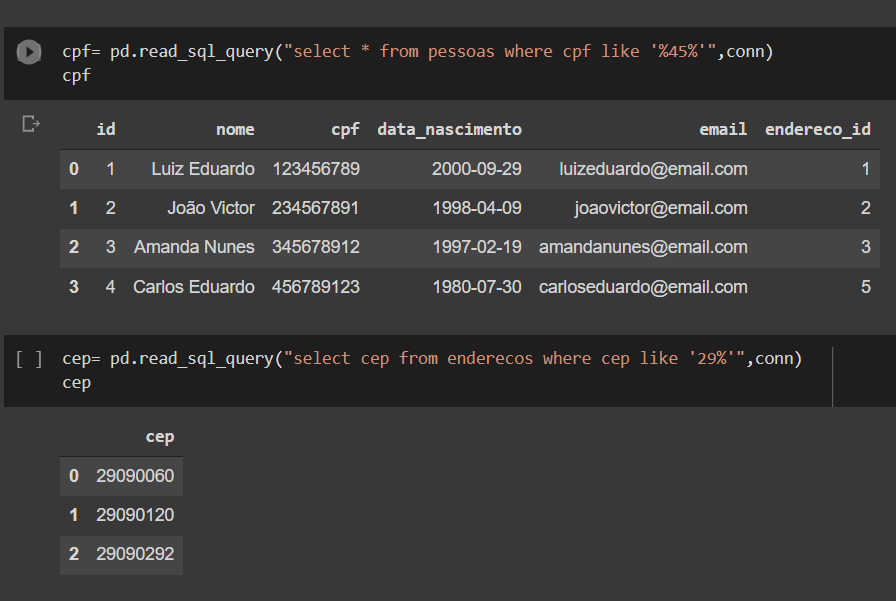 cpf= pd.read_sql_query("select * from pessoas where cpf like '%45%'",conn)
cpf
id nome cpf data_nascimento email endereco_id
0 1 Luiz Eduardo 123456789 2000-09-29 luizeduardo@email.com 1
1 2 João Victor 234567891 1998-04-09 joaovictor@email.com 2
2 3 Amanda Nunes 345678912 1997-02-19 amandanunes@email.com 3
3 4 Carlos Eduardo 456789123 1980-07-30 carloseduardo@email.com 5
[ ] cep= pd.read_sql_query("select cep from enderecos where cep like '29%'",conn)
cep
cep
0 29090060
1 29090120
2 29090292